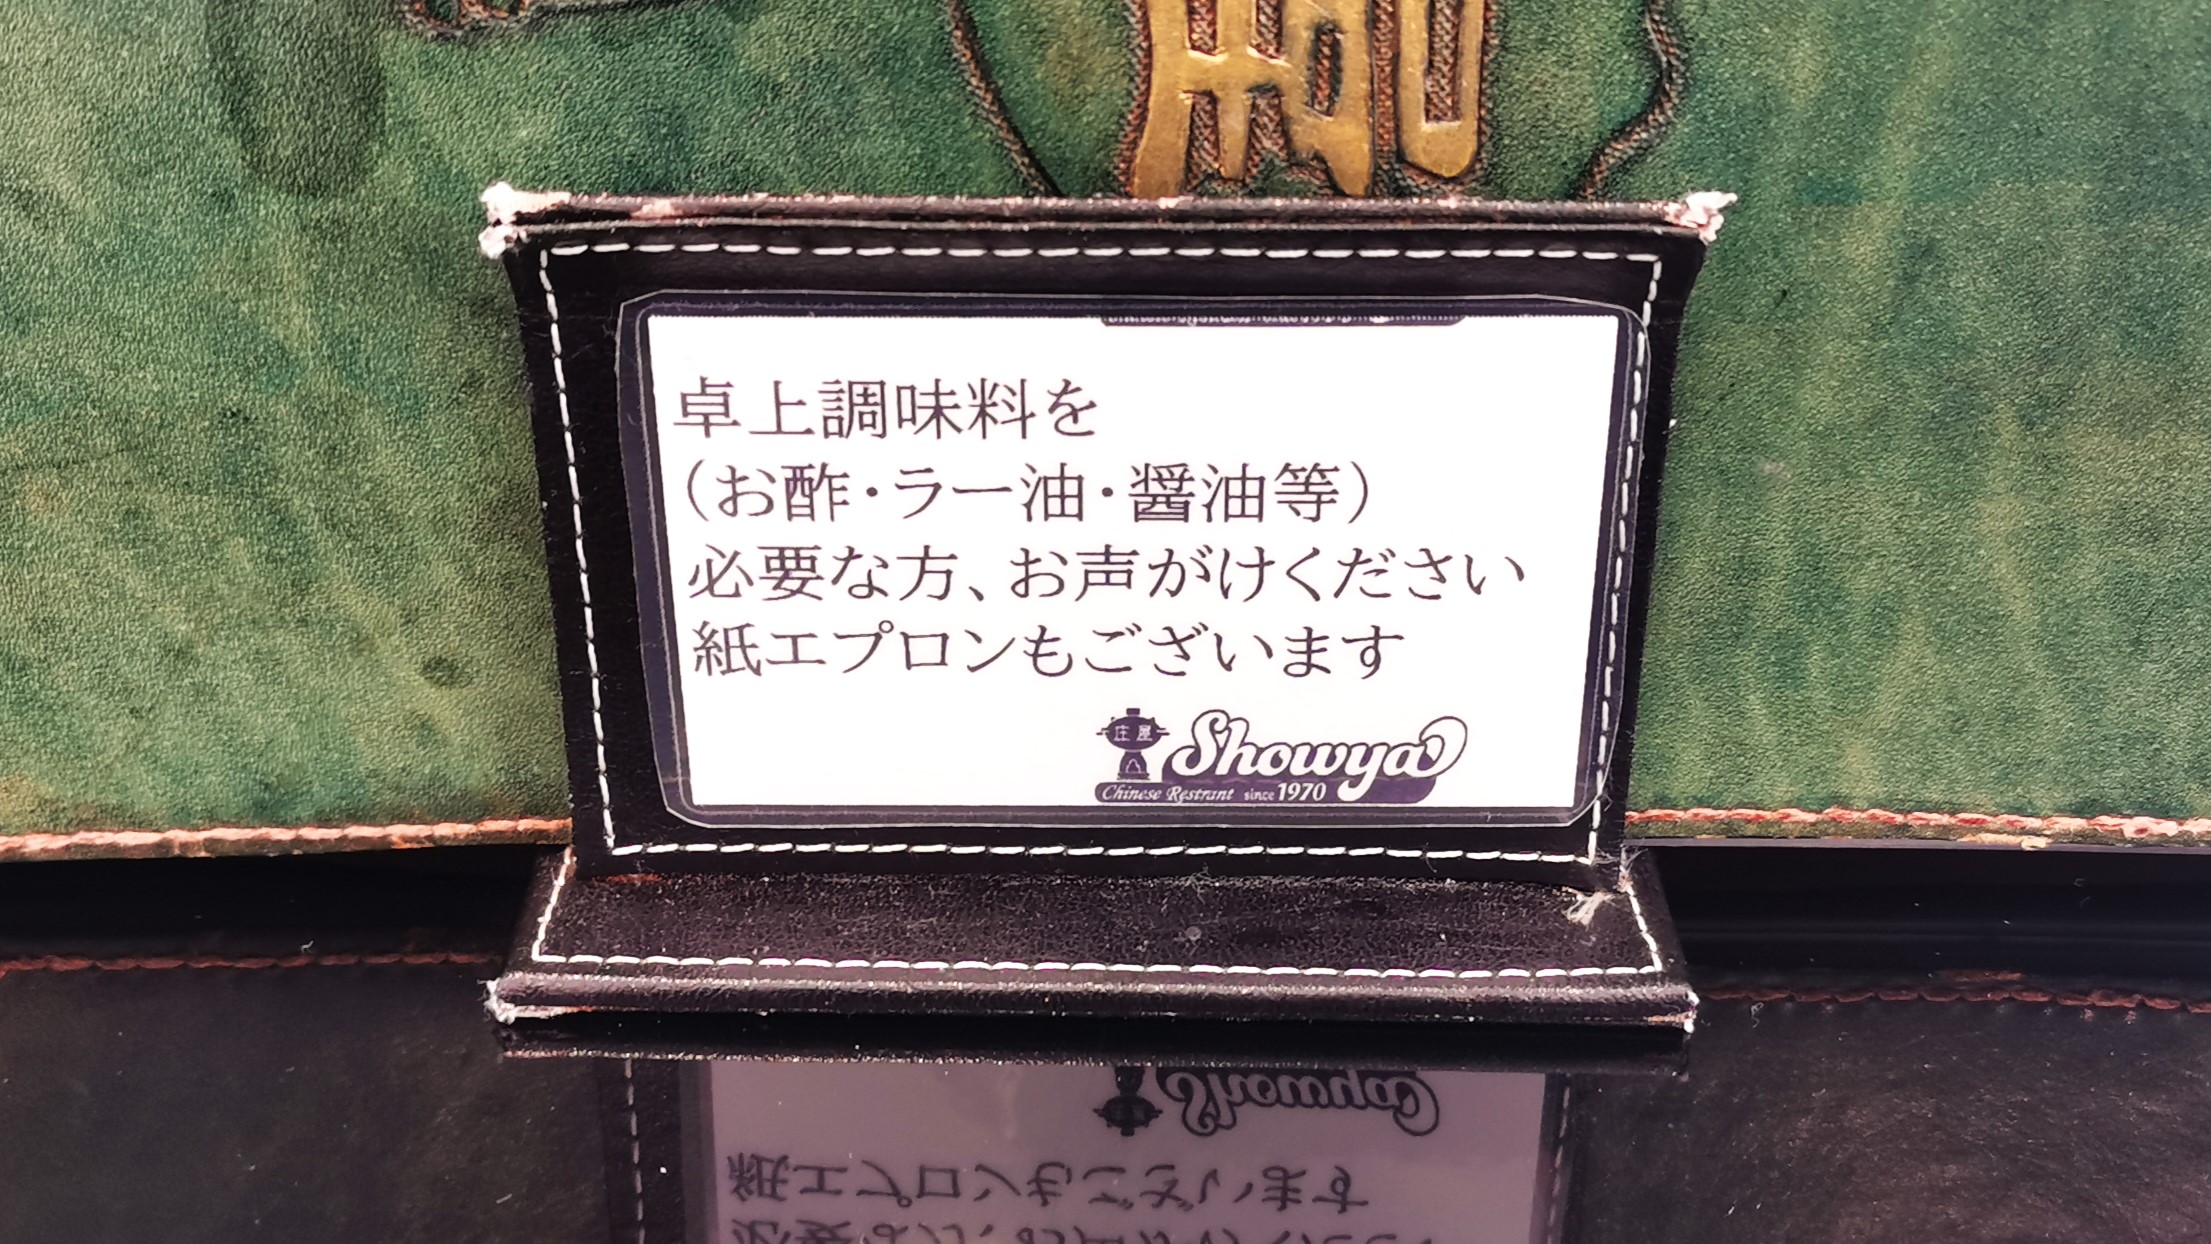 卓上調味料を
(お酢・ラー油・醤油等)
必要な方、お声がけください
紙エプロンもございます
庄屋
Showya
Chinese Restrant since 1970